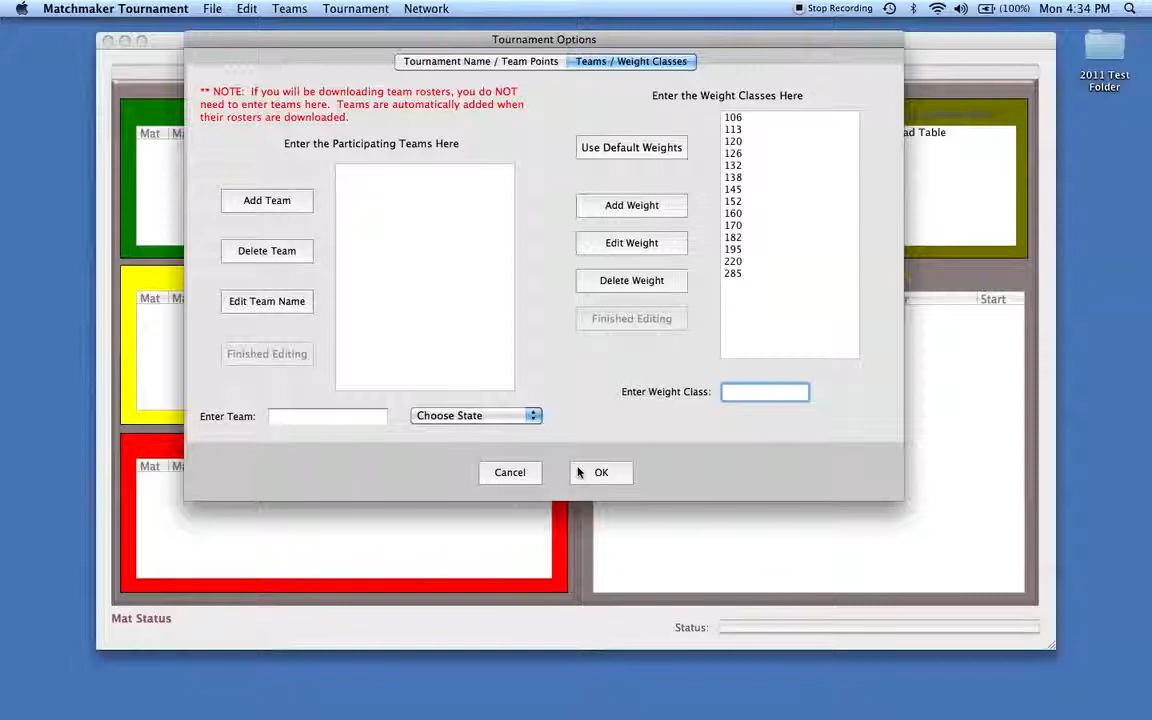 Matchmaker Tournament File Edit Teams Tournament Network Stop Recording (100%) Mon 4:34 PM
Tournament Options
Tournament Name / Team Points Teams / Weight Classes
2011 Test
Folder
** NOTE: If you will be downloading team rosters, you do NOT
need to enter teams here. Teams are automatically added when
their rosters are downloaded.
Enter the Participating Teams Here
Add Team
Delete Team
Edit Team Name
Finished Editing
Enter Team:
Choose State
Enter the Weight Classes Here
Use Default Weights
Add Weight
Edit Weight
Delete Weight
Finished Editing
106
113
120
126
132
138
145
152
160
170
182
195
220
285
Enter Weight Class:
Cancel OK
Mat
Mat
Mat
ad Table
Start
Mat Status
Status: